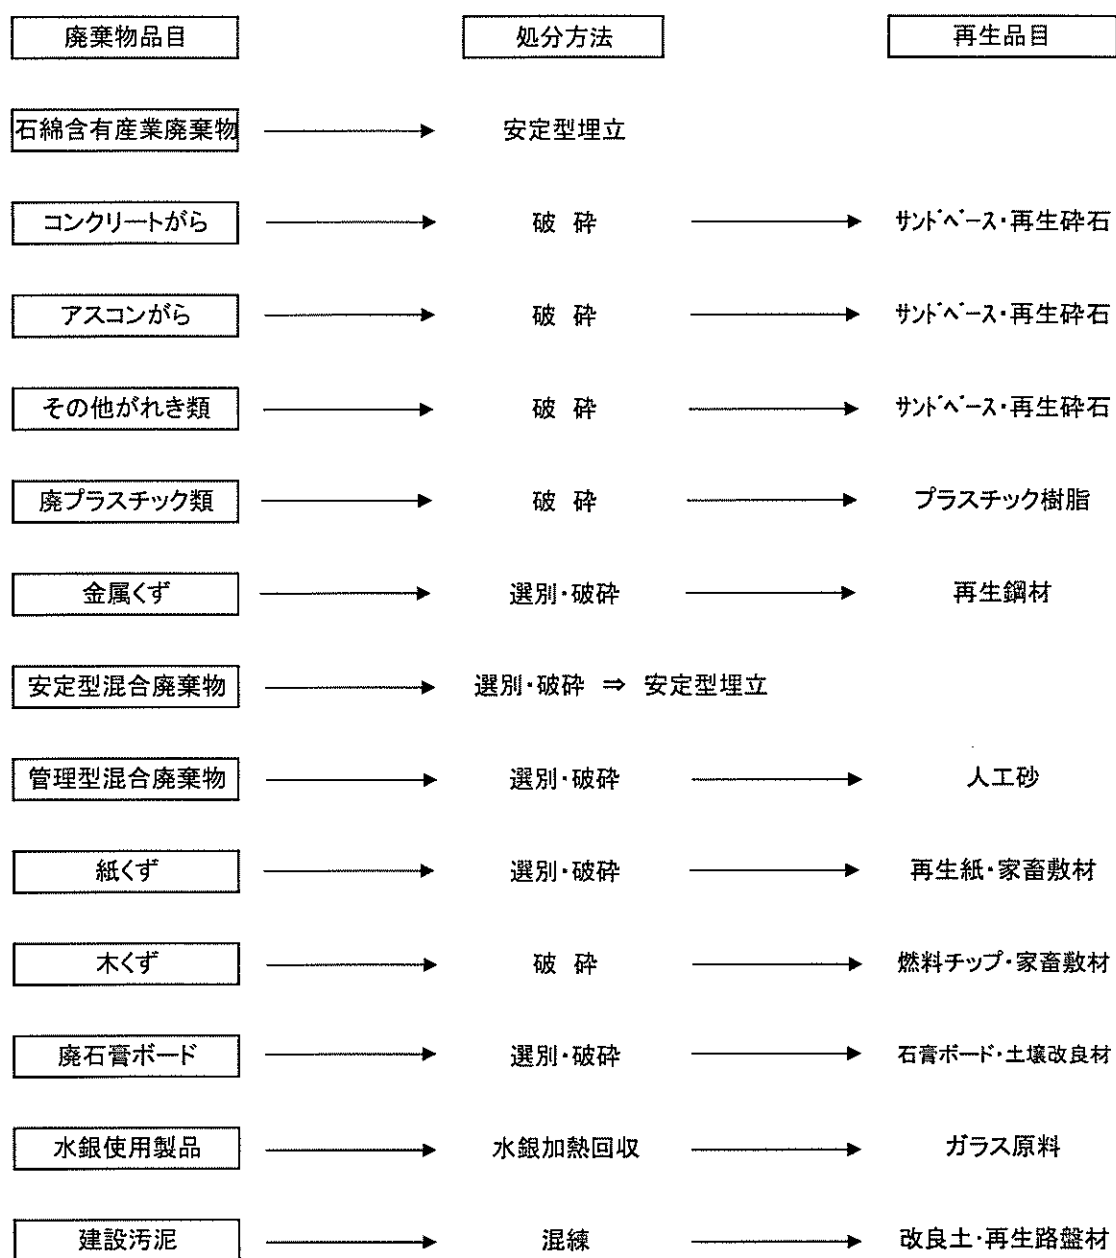 廃棄物品目 処分方法 再生品目
石綿含有産業廃棄物 安定型埋立
コンクリートがら 破 砕 サンドベース・再生砕石
アスコンがら 破 砕 サンドベース・再生砕石
その他がれき類 破 砕 サンドベース・再生砕石
廃プラスチック類 破 砕 プラスチック樹脂
金属くず 選別・破砕 再生鋼材
安定型混合廃棄物 選別・破砕 ⇒ 安定型埋立
管理型混合廃棄物 選別・破砕 人工砂
紙くず 選別・破砕 再生紙・家畜敷材
木くず 破 砕 燃料チップ・家畜敷材
廃石膏ボード 選別・破砕 石膏ボード・土壌改良材
水銀使用製品 水銀加熱回収 ガラス原料
建設汚泥 混練 改良土・再生路盤材